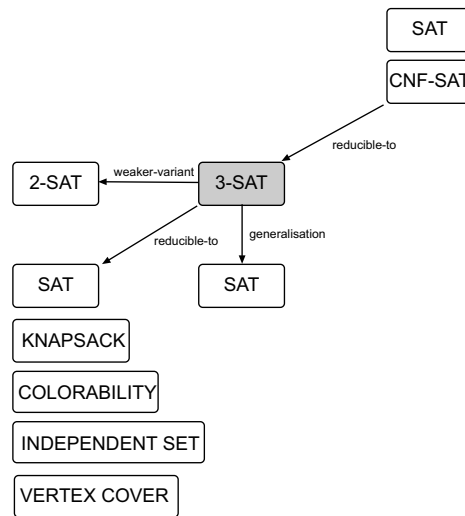 SAT
CNF-SAT
reducible-to
weaker-variant
2-SAT
3-SAT
reducible-to
generalisation
SAT
SAT
KNAPSACK
COLORABILITY
INDEPENDENT SET
VERTEX COVER